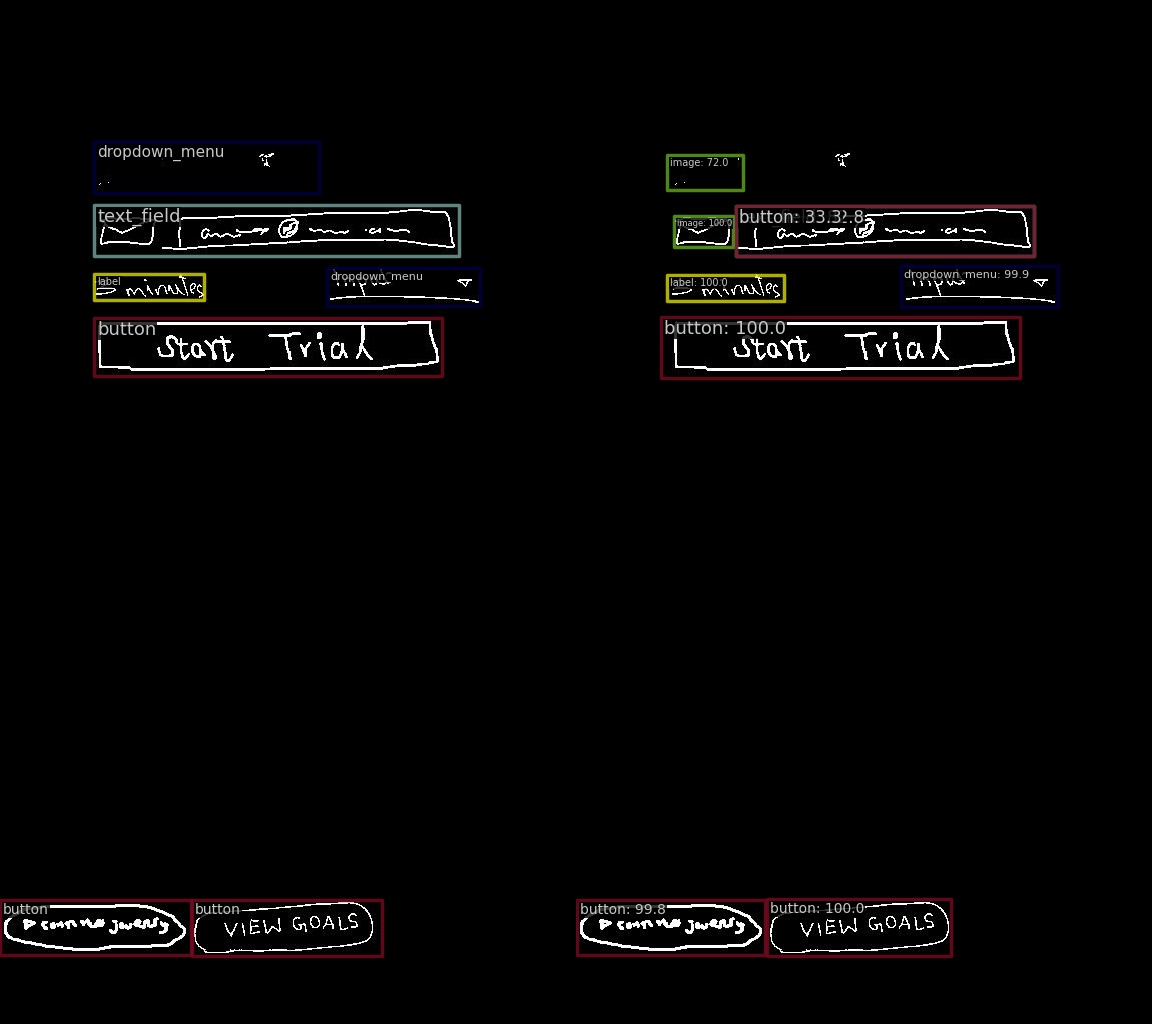 dropdown_menu
image: 72.0
text_field
image: 100.0
button: 33.3
label
minutes
dropdown_menu
label: 100.0
minutes
dropdown_menu: 99.9
button
Start Trial
button: 100.0
Start Trial
button
button
VIEW GOALS
button: 99.8
button: 100.0
VIEW GOALS